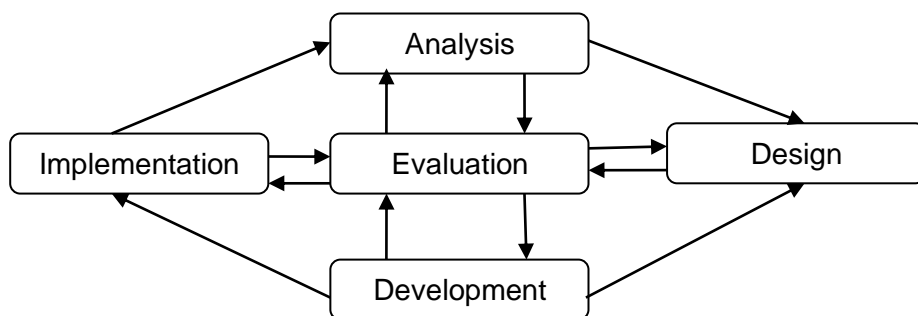 Analysis
Implementation
Evaluation
Design
Development